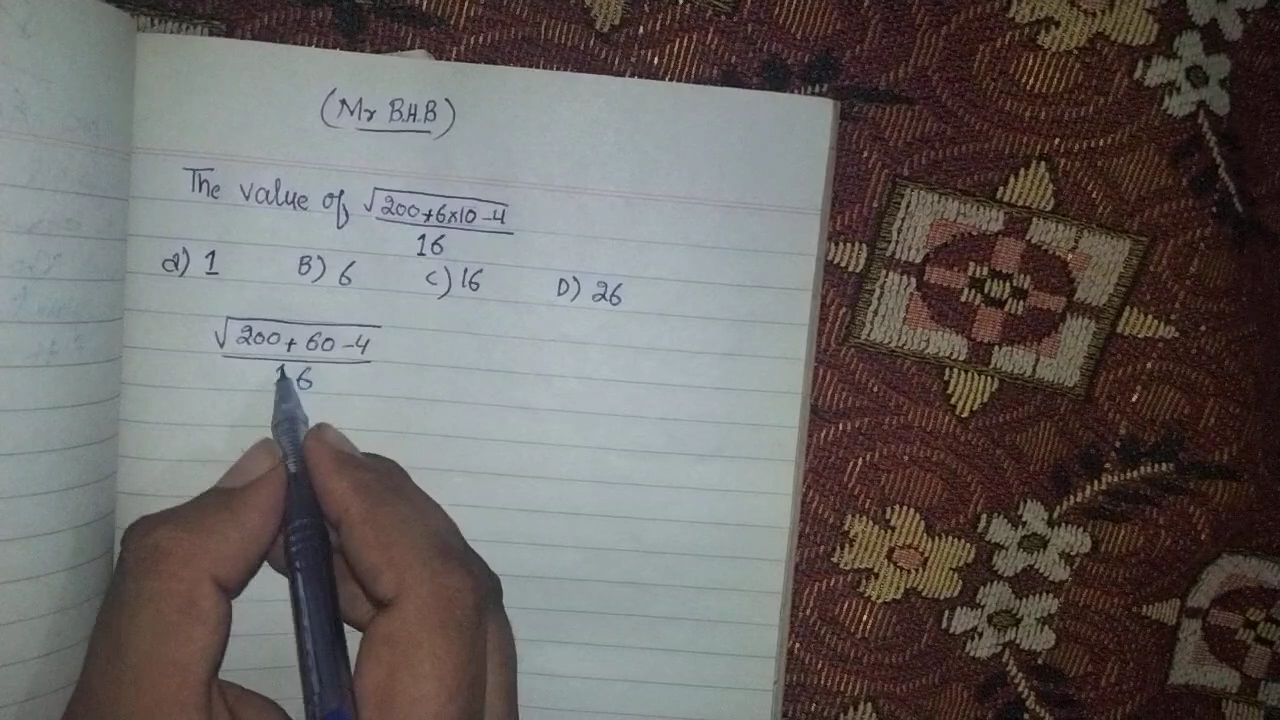 (Mr B.H.B)
The value of √200+6×10-4
16
a) 1 B) 6 C) 16 D) 26
√200+60-4
16